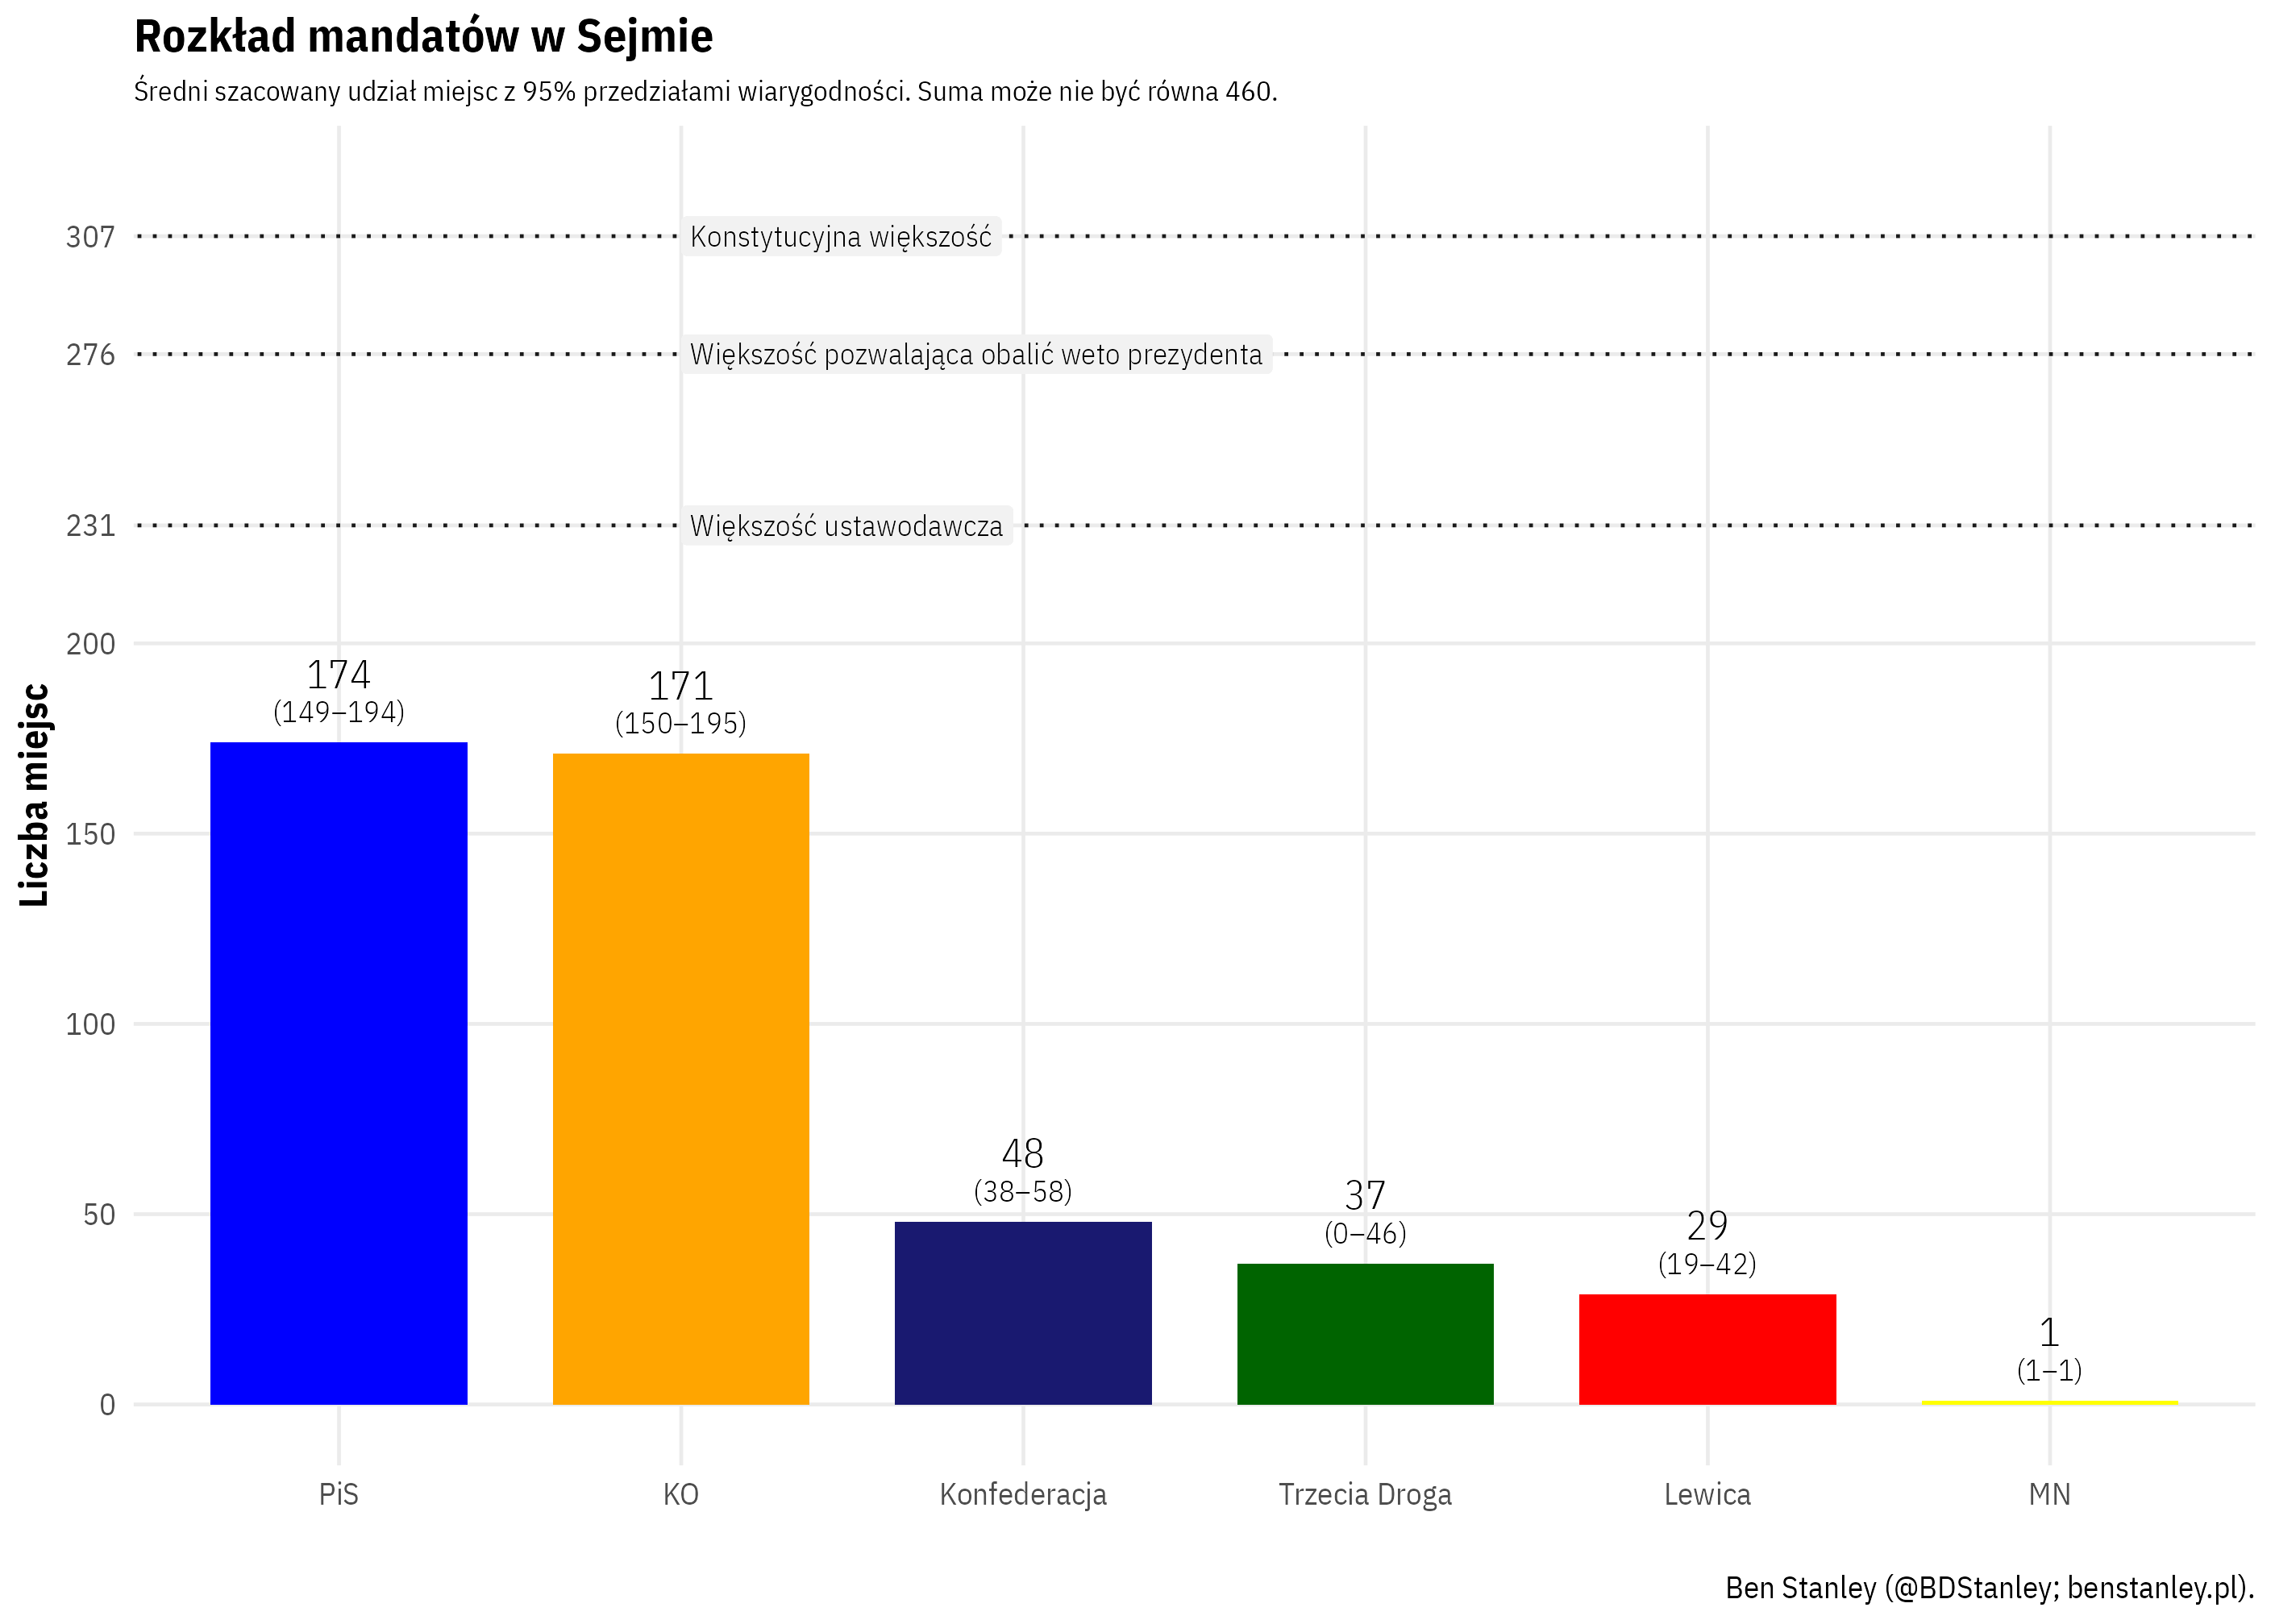 Rozkład mandatów w Sejmie
Średni szacowany udział miejsc z 95% przedziałami wiarygodności. Suma może nie być równa 460.
Liczba miejsc
307
Konstytucyjna większość
276
Większość pozwalająca obalić weto prezydenta
231
Większość ustawodawcza
200
150
100
50
0
174
(149–194)
171
(150–195)
48
(38–58)
37
(0–46)
29
(19–42)
1
(1–1)
PiS KO Konfederacja Trzecia Droga Lewica MN
Ben Stanley (@BDStanley; benstanley.pl).